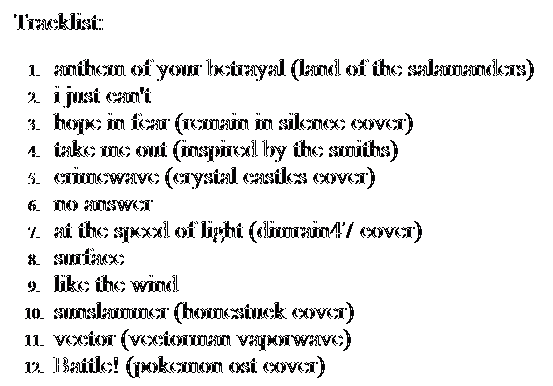 Tracklist:
1. anthem of your betrayal (land of the salamanders)
2. i just can't
3. hope in fear (remain in silence cover)
4. take me out (inspired by the smiths)
5. crimewave (crystal castles cover)
6. no answer
7. at the speed of light (dimrain47 cover)
8. surface
9. like the wind
10. sunslammer (homestuck cover)
11. vector (vectorman vaporwave)
12. Battle! (pokemon ost cover)